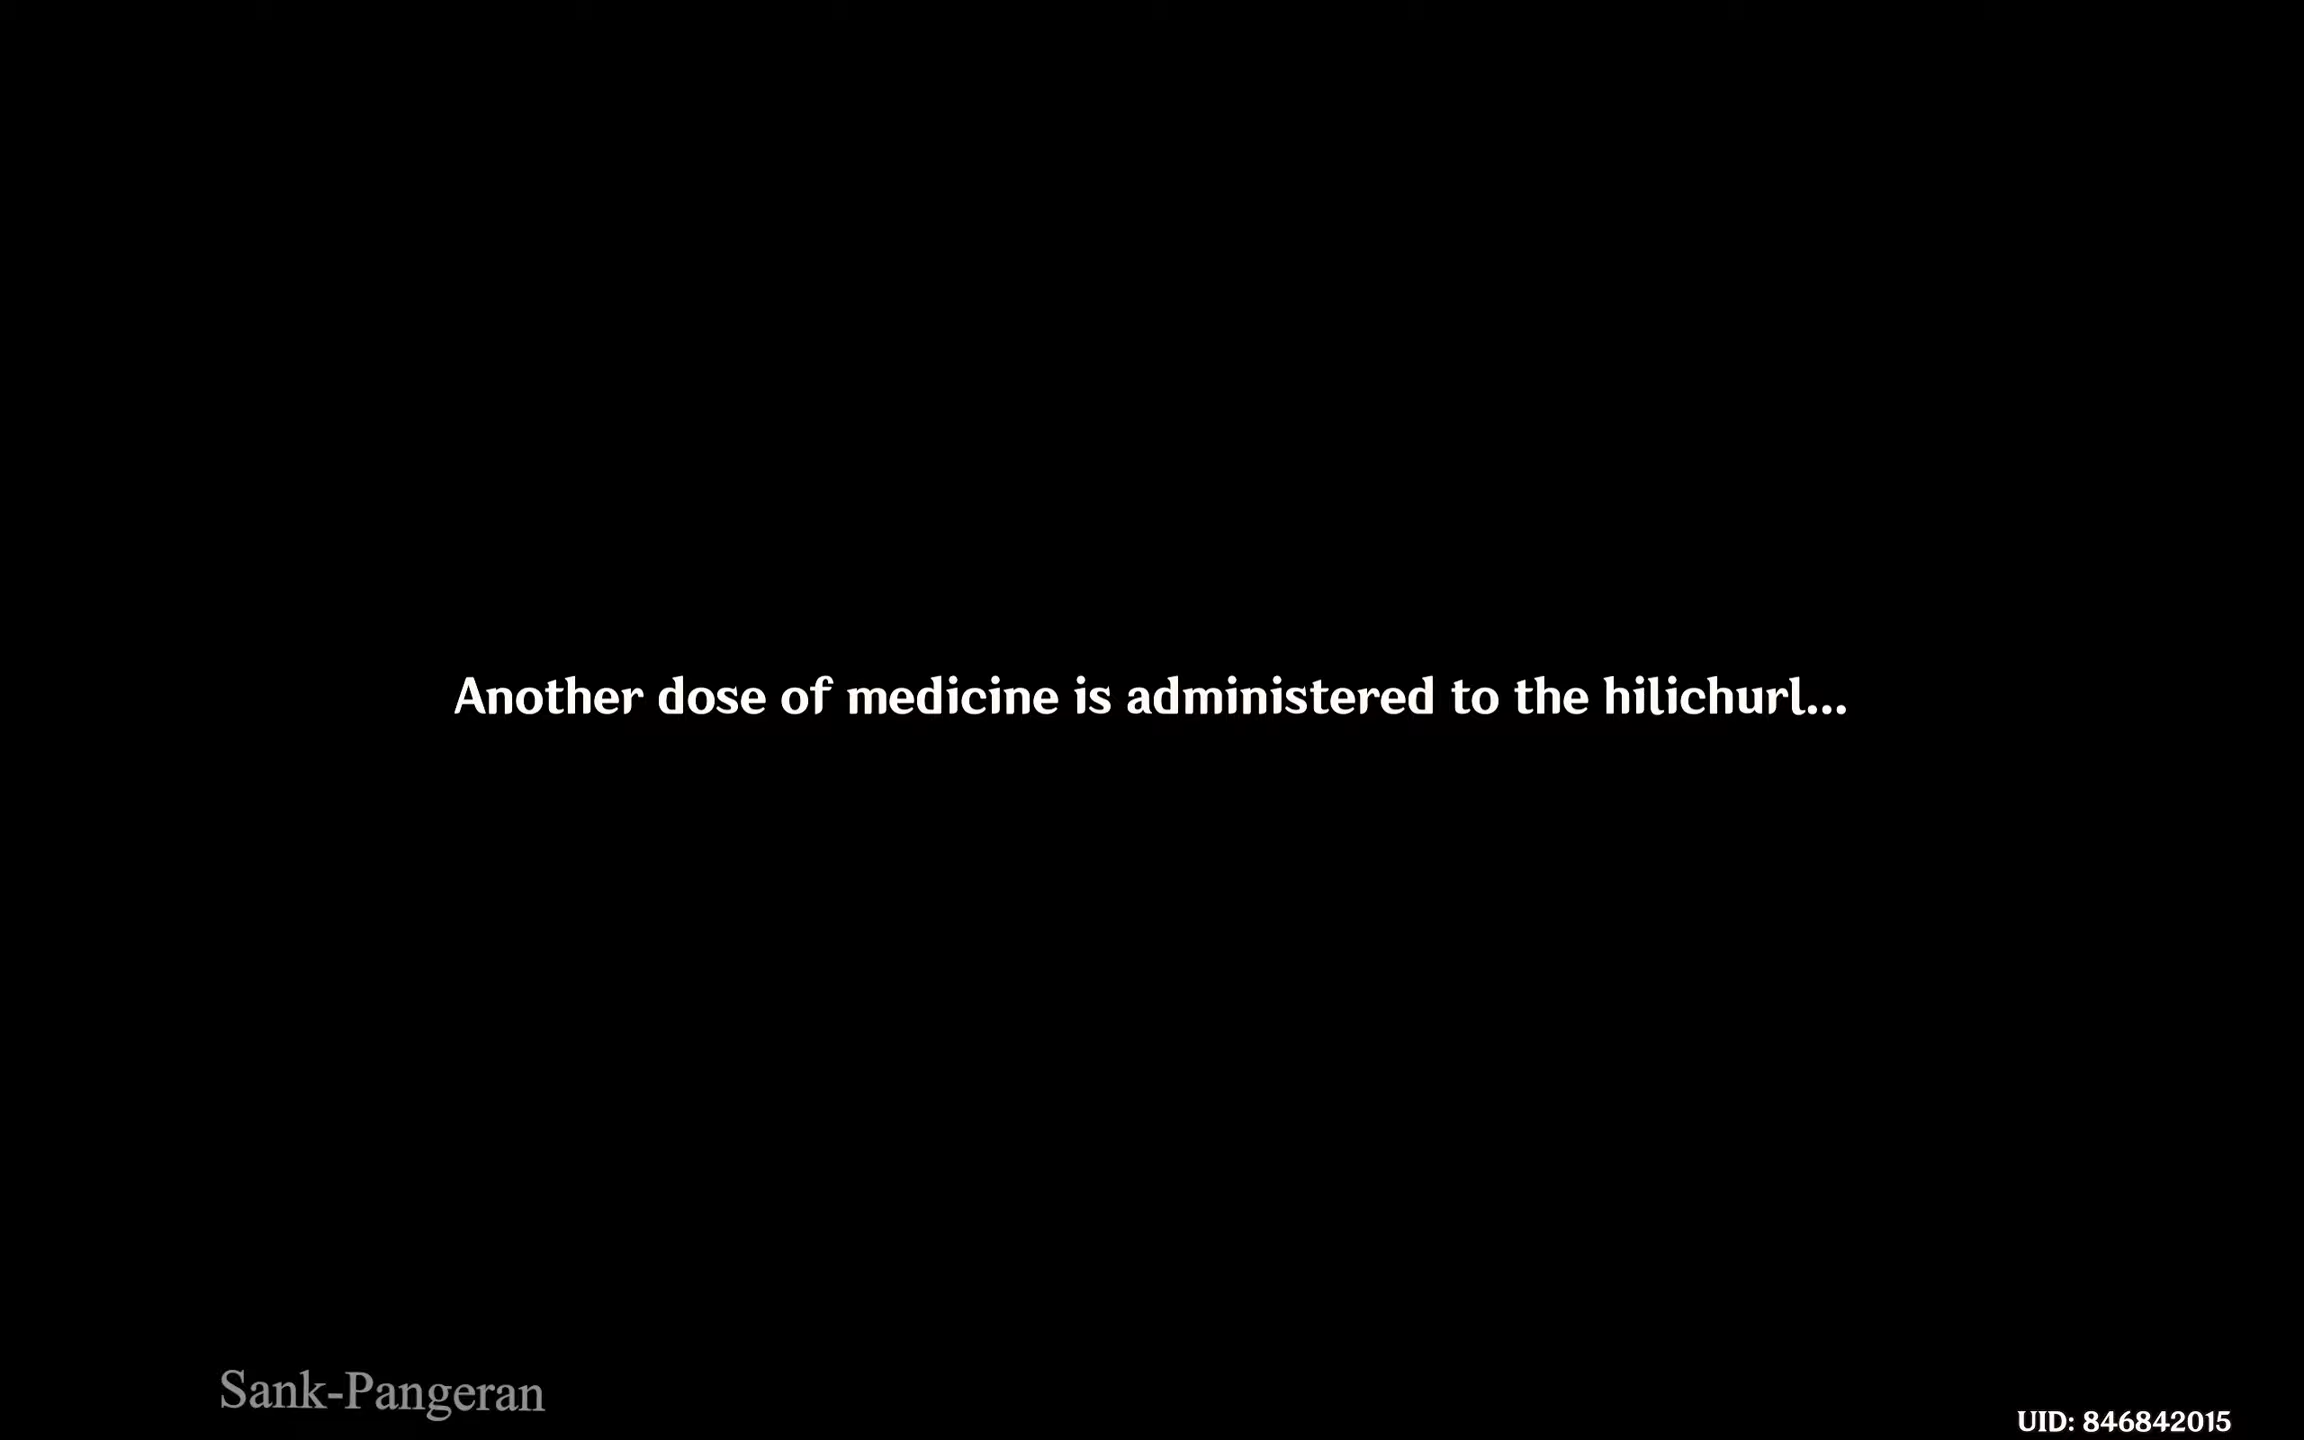 Another dose of medicine is administered to the hilichurl...
Sank-Pangeran
UID: 846842015